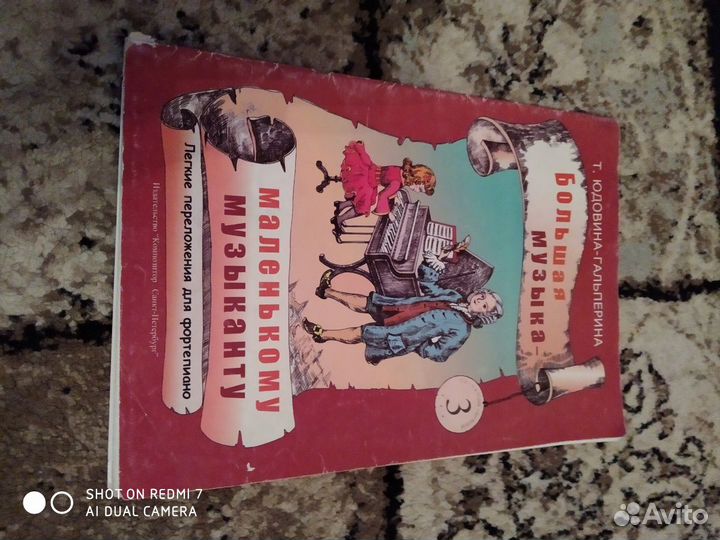 Т. ЮДОВИНА-ГАЛЬПЕРИНА
Большая
музыка-
3
маленькому
музыканту
Легкие переложения для фортепиано
Издательство "Композитор · Санкт-Петербург"
SHOT ON REDMI 7
AI DUAL CAMERA
Avito